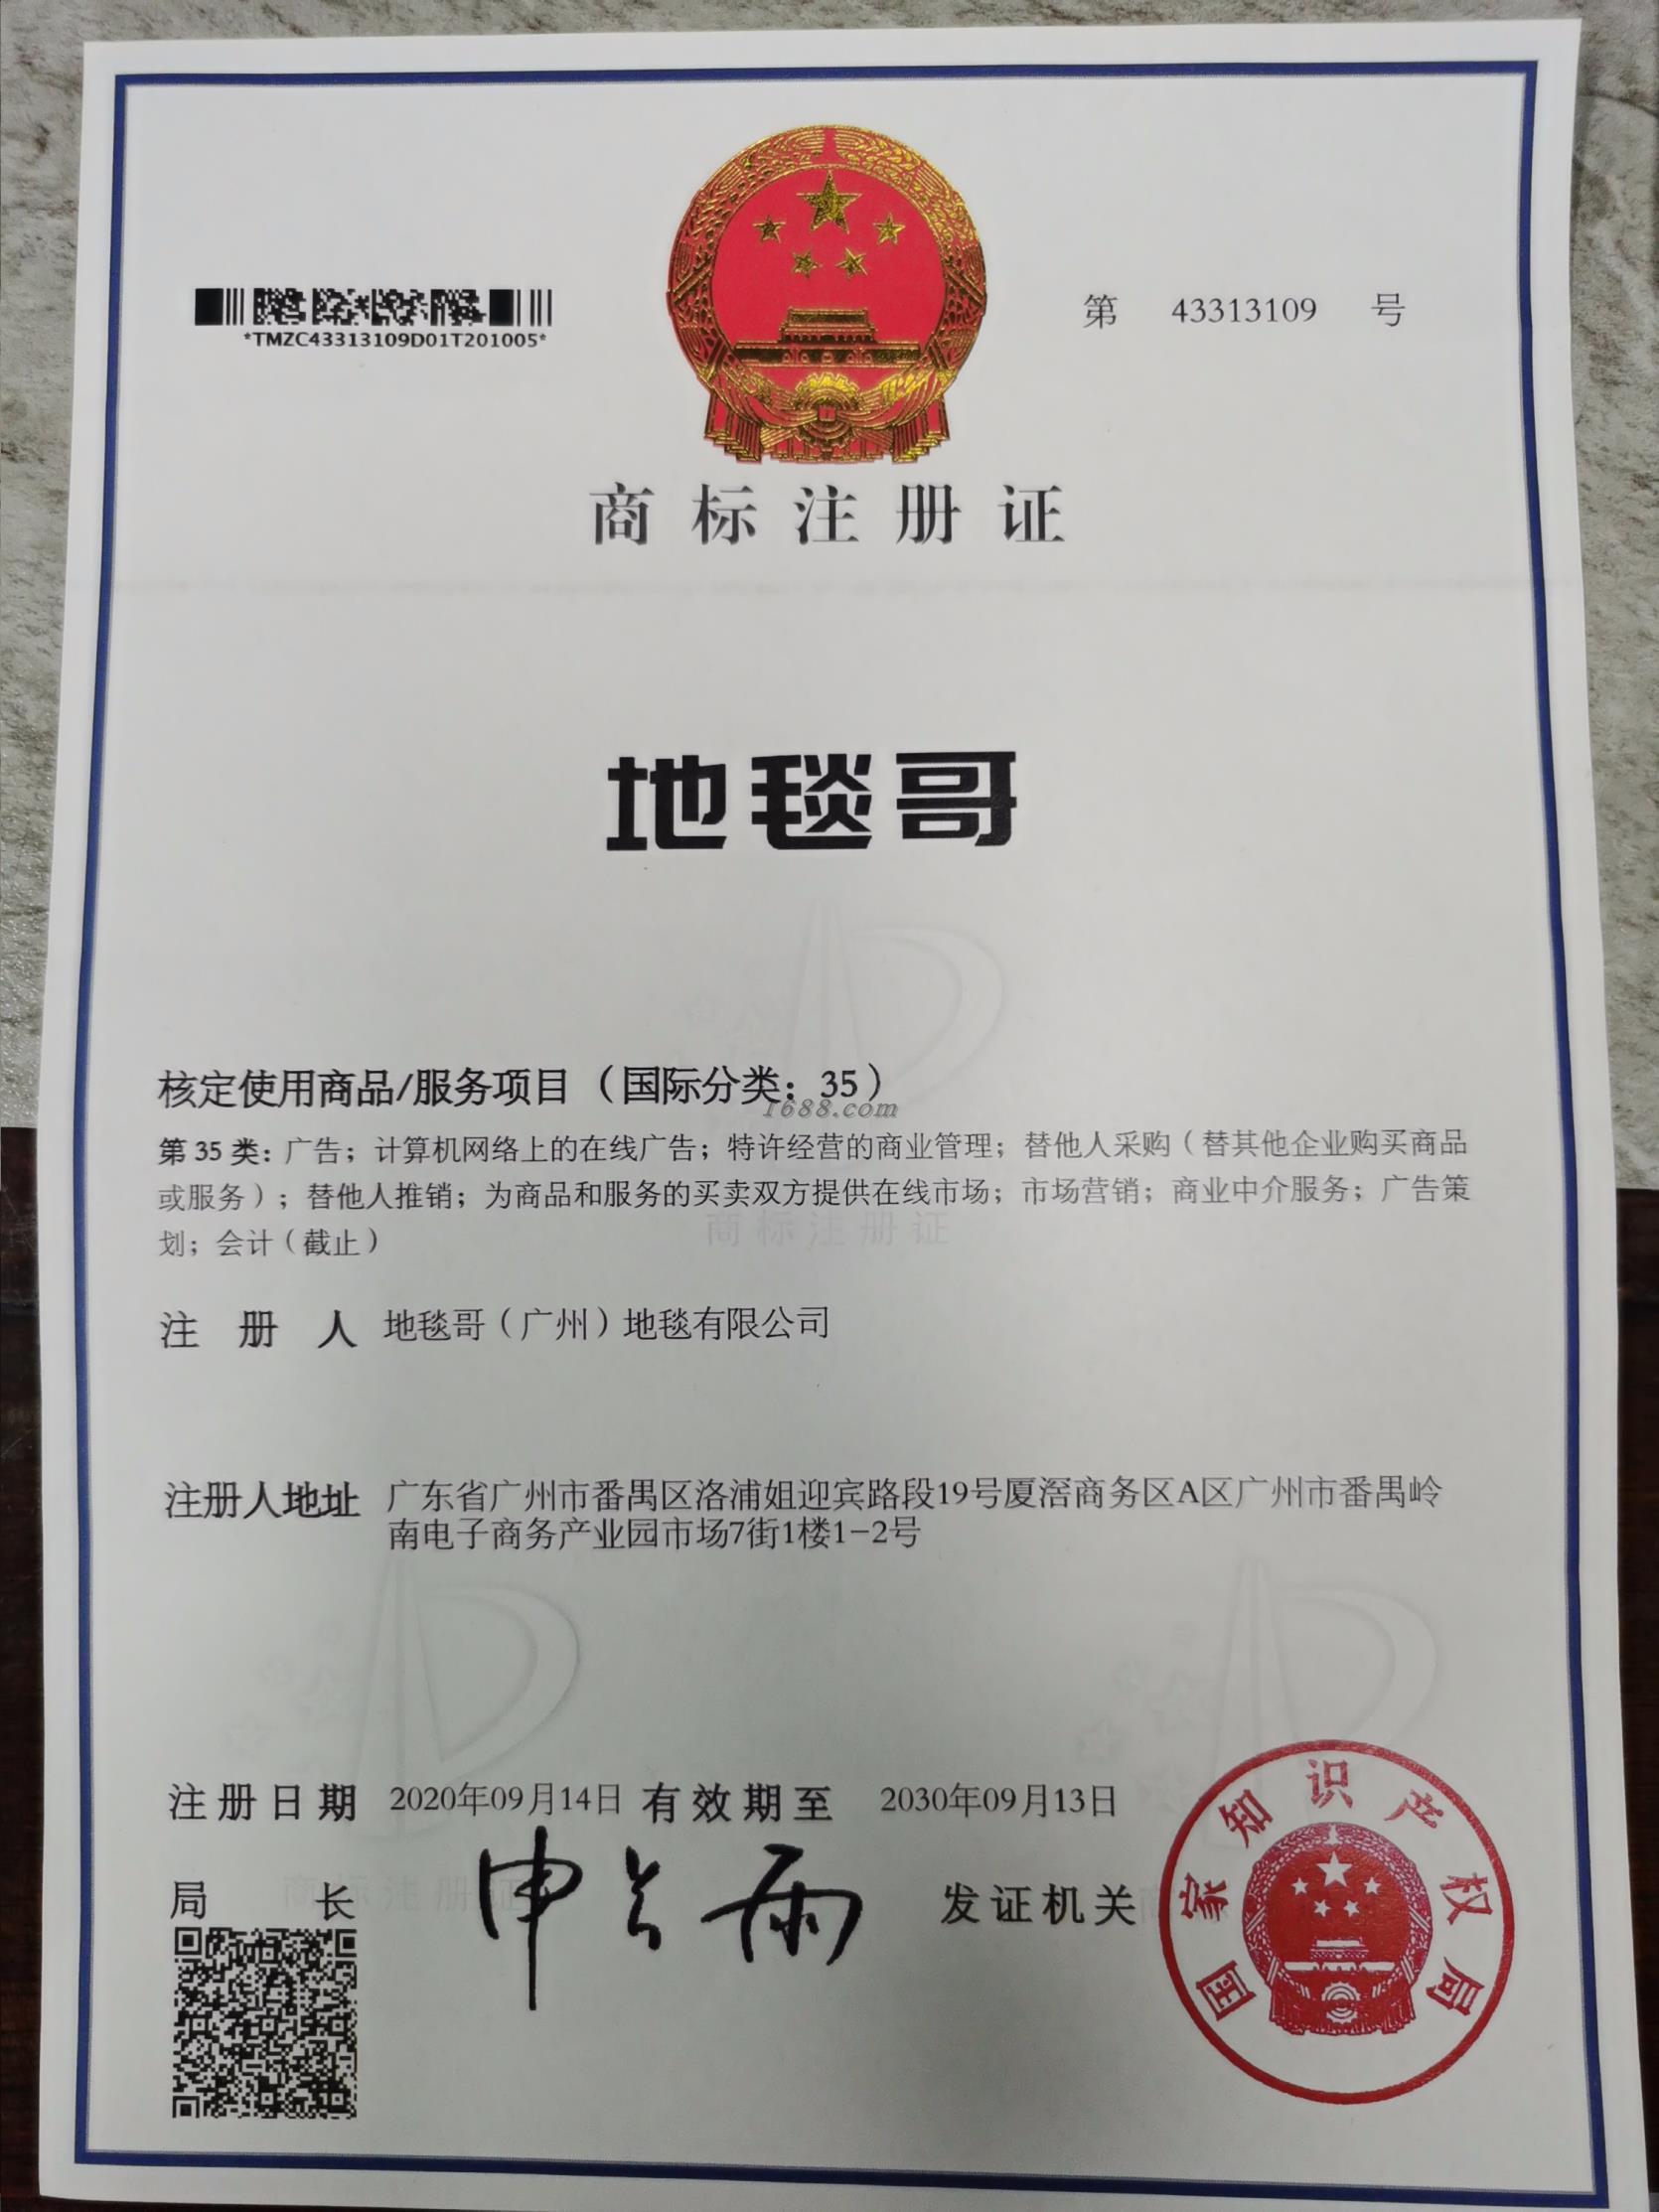 *TMZC43313109D01T201005*
第 43313109 号
商标注册证
地毯哥
核定使用商品/服务项目（国际分类：35）
1688.com
第 35 类：广告；计算机网络上的在线广告；特许经营的商业管理；替他人采购（替其他企业购买商品
或服务）；替他人推销；为商品和服务的买卖双方提供在线市场；市场营销；商业中介服务；广告策
划；会计（截止）
商标注册证
注册人 地毯哥（广州）地毯有限公司
注册人地址 广东省广州市番禺区洛浦姐迎宾路段19号厦滘商务区A区广州市番禺岭
南电子商务产业园市场7街1楼1-2号
注册日期 2020年09月14日 有效期至 2030年09月13日
局长 申长雨 发证机关
商标注册证
国家知识产权局